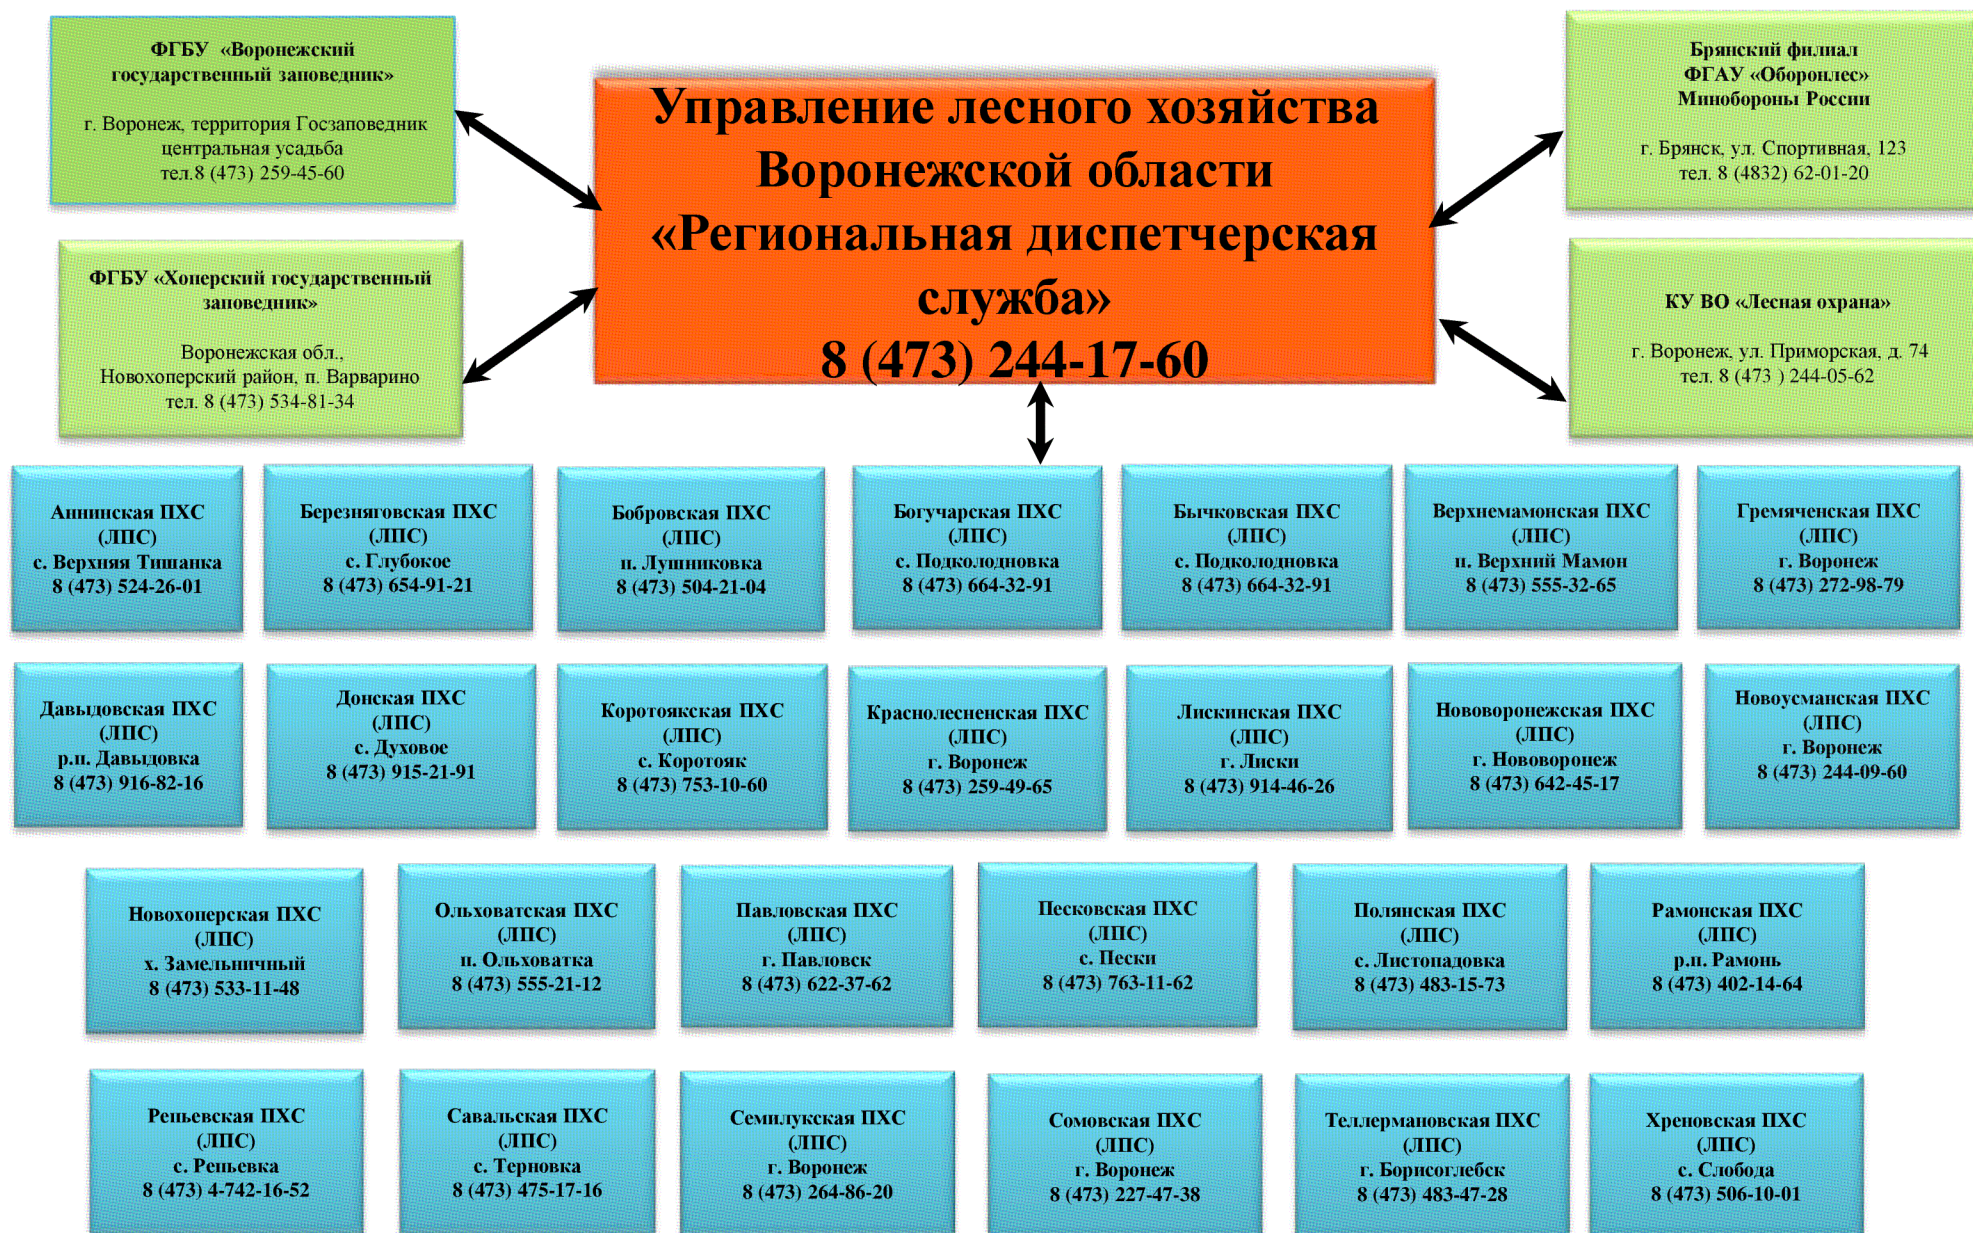 ФГБУ «Воронежский
государственный заповедник»
г. Воронеж, территория Госзаповедник
центральная усадьба
тел.8 (473) 259-45-60
Управление лесного хозяйства
Воронежской области
«Региональная диспетчерская
служба»
8 (473) 244-17-60
Брянский филиал
ФГАУ «Оборонлес»
Минобороны России
г. Брянск, ул. Спортивная, 123
тел. 8 (4832) 62-01-20
ФГБУ «Хоперский государственный
заповедник»
Воронежская обл.,
Новохоперский район, п. Варварино
тел. 8 (473) 534-81-34
КУ ВО «Лесная охрана»
г. Воронеж, ул. Приморская, д. 74
тел. 8 (473 ) 244-05-62
Аннинская ПХС
(ЛПС)
с. Верхняя Тишанка
8 (473) 524-26-01
Березняговская ПХС
(ЛПС)
с. Глубокое
8 (473) 654-91-21
Бобровская ПХС
(ЛПС)
п. Лушниковка
8 (473) 504-21-04
Богучарская ПХС
(ЛПС)
с. Подколодновка
8 (473) 664-32-91
Бычковская ПХС
(ЛПС)
с. Подколодновка
8 (473) 664-32-91
Верхнемамонская ПХС
(ЛПС)
п. Верхний Мамон
8 (473) 555-32-65
Гремяченская ПХС
(ЛПС)
г. Воронеж
8 (473) 272-98-79
Давыдовская ПХС
(ЛПС)
р.п. Давыдовка
8 (473) 916-82-16
Донская ПХС
(ЛПС)
с. Духовое
8 (473) 915-21-91
Коротоякская ПХС
(ЛПС)
с. Коротояк
8 (473) 753-10-60
Краснолесненская ПХС
(ЛПС)
г. Воронеж
8 (473) 259-49-65
Лискинская ПХС
(ЛПС)
г. Лиски
8 (473) 914-46-26
Нововоронежская ПХС
(ЛПС)
г. Нововоронеж
8 (473) 642-45-17
Новоусманская ПХС
(ЛПС)
г. Воронеж
8 (473) 244-09-60
Новохоперская ПХС
(ЛПС)
х. Замельничный
8 (473) 533-11-48
Ольховатская ПХС
(ЛПС)
п. Ольховатка
8 (473) 555-21-12
Павловская ПХС
(ЛПС)
г. Павловск
8 (473) 622-37-62
Песковская ПХС
(ЛПС)
с. Пески
8 (473) 763-11-62
Полянская ПХС
(ЛПС)
с. Листопадовка
8 (473) 483-15-73
Рамонская ПХС
(ЛПС)
р.п. Рамонь
8 (473) 402-14-64
Репьевская ПХС
(ЛПС)
с. Репьевка
8 (473) 4-742-16-52
Савальская ПХС
(ЛПС)
с. Терновка
8 (473) 475-17-16
Семилукская ПХС
(ЛПС)
г. Воронеж
8 (473) 264-86-20
Сомовская ПХС
(ЛПС)
г. Воронеж
8 (473) 227-47-38
Теллермановская ПХС
(ЛПС)
г. Борисоглебск
8 (473) 483-47-28
Хреновская ПХС
(ЛПС)
с. Слобода
8 (473) 506-10-01